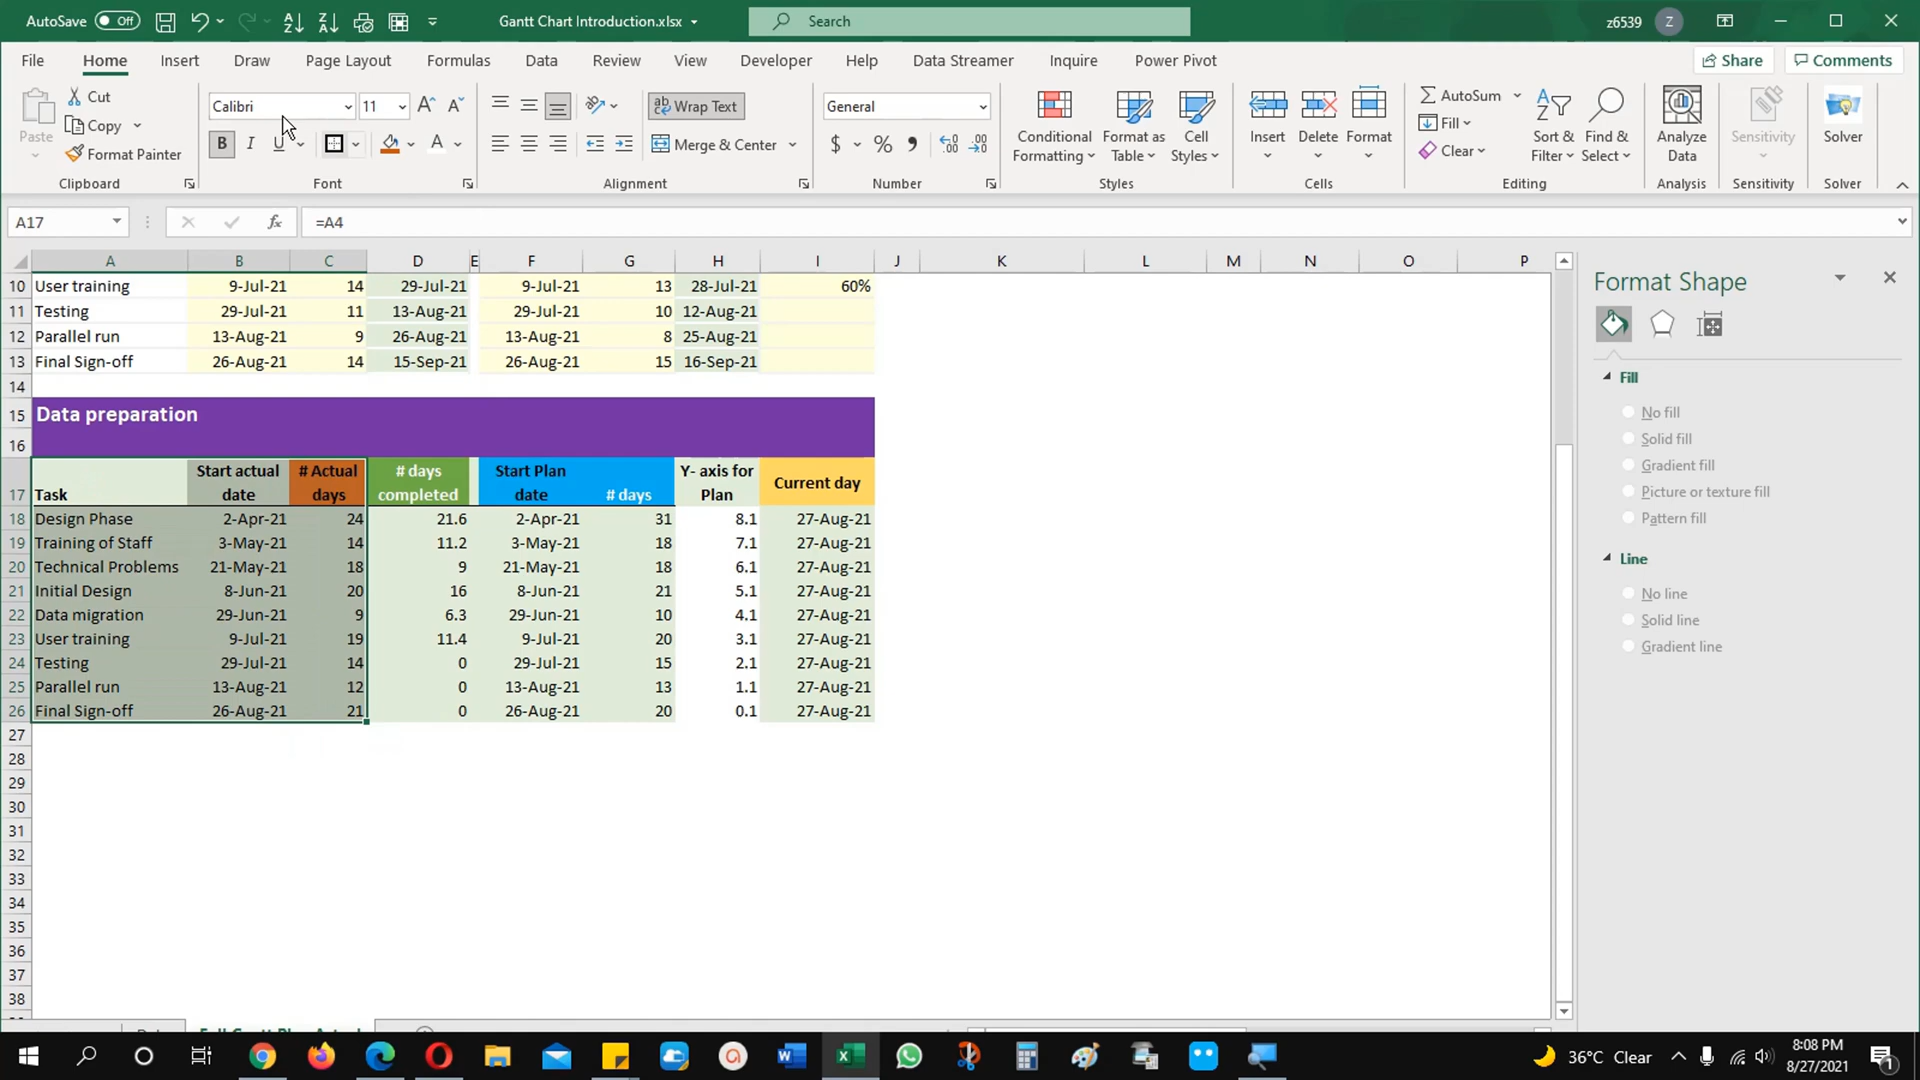 AutoSave Off Gantt Chart Introduction.xlsx Search z6539 Z
File Home Insert Draw Page Layout Formulas Data Review View Developer Help Data Streamer Inquire Power Pivot Share Comments
Paste Cut Copy Format Painter Clipboard
Calibri 11 B I U A Font
Wrap Text Merge & Center Alignment
General $ % Number
Conditional Formatting Format as Table Cell Styles Styles
Insert Delete Format Cells
AutoSum Fill Clear Sort & Filter Find & Select Editing
Analyze Data Analysis
Sensitivity Sensitivity
Solver Solver
A17 fx =A4
A B C D E F G H I J K L M N O P
10 User training 9-Jul-21 14 29-Jul-21 9-Jul-21 13 28-Jul-21 60%
11 Testing 29-Jul-21 11 13-Aug-21 29-Jul-21 10 12-Aug-21
12 Parallel run 13-Aug-21 9 26-Aug-21 13-Aug-21 8 25-Aug-21
13 Final Sign-off 26-Aug-21 14 15-Sep-21 26-Aug-21 15 16-Sep-21
14
15 Data preparation
16
Start actual # Actual # days Start Plan Y- axis for Current day
17 Task date days completed date # days Plan
18 Design Phase 2-Apr-21 24 21.6 2-Apr-21 31 8.1 27-Aug-21
19 Training of Staff 3-May-21 14 11.2 3-May-21 18 7.1 27-Aug-21
20 Technical Problems 21-May-21 18 9 21-May-21 18 6.1 27-Aug-21
21 Initial Design 8-Jun-21 20 16 8-Jun-21 21 5.1 27-Aug-21
22 Data migration 29-Jun-21 9 6.3 29-Jun-21 10 4.1 27-Aug-21
23 User training 9-Jul-21 19 11.4 9-Jul-21 20 3.1 27-Aug-21
24 Testing 29-Jul-21 14 0 29-Jul-21 15 2.1 27-Aug-21
25 Parallel run 13-Aug-21 12 0 13-Aug-21 13 1.1 27-Aug-21
26 Final Sign-off 26-Aug-21 21 0 26-Aug-21 20 0.1 27-Aug-21
27
28
29
30
31
32
33
34
35
36
37
38
Format Shape
Fill
No fill
Solid fill
Gradient fill
Picture or texture fill
Pattern fill
Line
No line
Solid line
Gradient line
36°C Clear
8:08 PM
8/27/2021
1